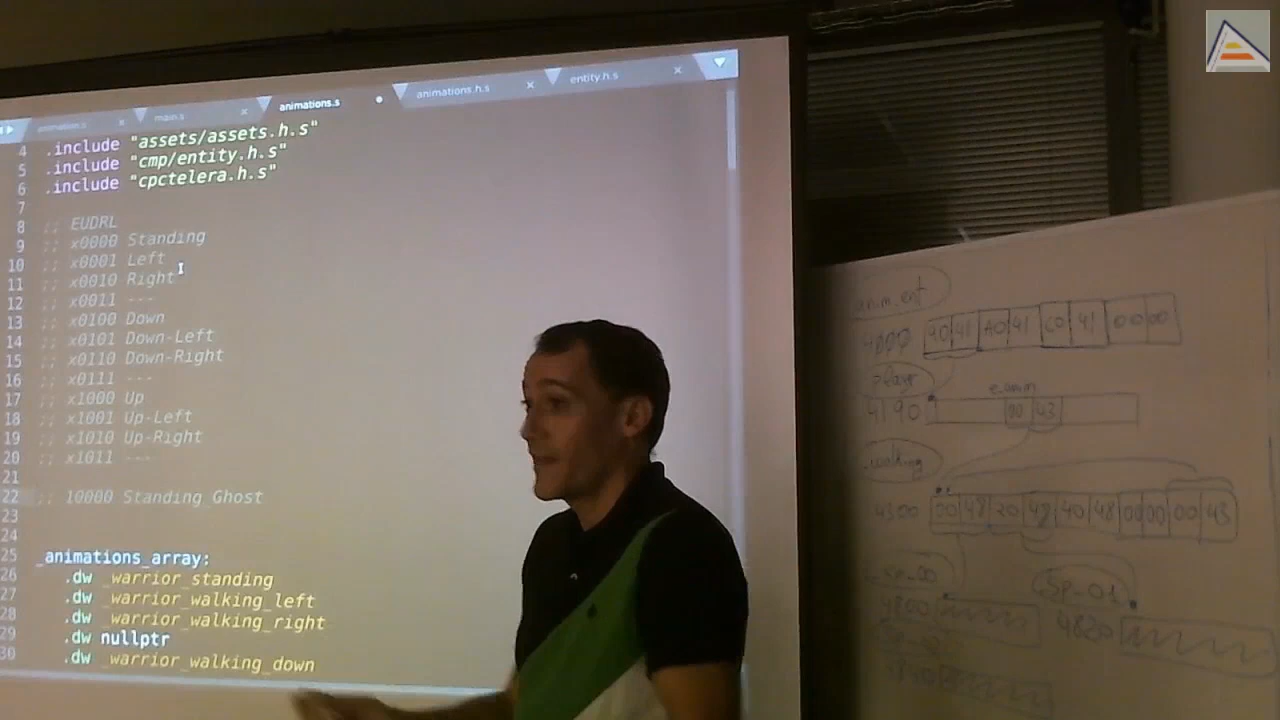 animations.s
main.s
animations.s
animations.h.s
entity.h.s
4 .include "assets/assets.h.s"
5 .include "cmp/entity.h.s"
6 .include "cpctelera.h.s"
7
8 ;; EUDRL
9 ;; x0000 Standing
10 ;; x0001 Left
11 ;; x0010 Right
12 ;; x0011 ---
13 ;; x0100 Down
14 ;; x0101 Down-Left
15 ;; x0110 Down-Right
16 ;; x0111 ---
17 ;; x1000 Up
18 ;; x1001 Up-Left
19 ;; x1010 Up-Right
20 ;; x1011 ---
21
22 ;; 10000 Standing Ghost
23
24
25 _animations_array:
26 .dw _warrior_standing
27 .dw _warrior_walking_left
28 .dw _warrior_walking_right
29 .dw nullptr
30 .dw _warrior_walking_down
4000 90 41 A0 41 C0 41 00 00
player
e.anim
4190 00 43
walking
4300 00 48 20 48 40 48 00 00 00 43
sp_00
sp_01
4800
4820